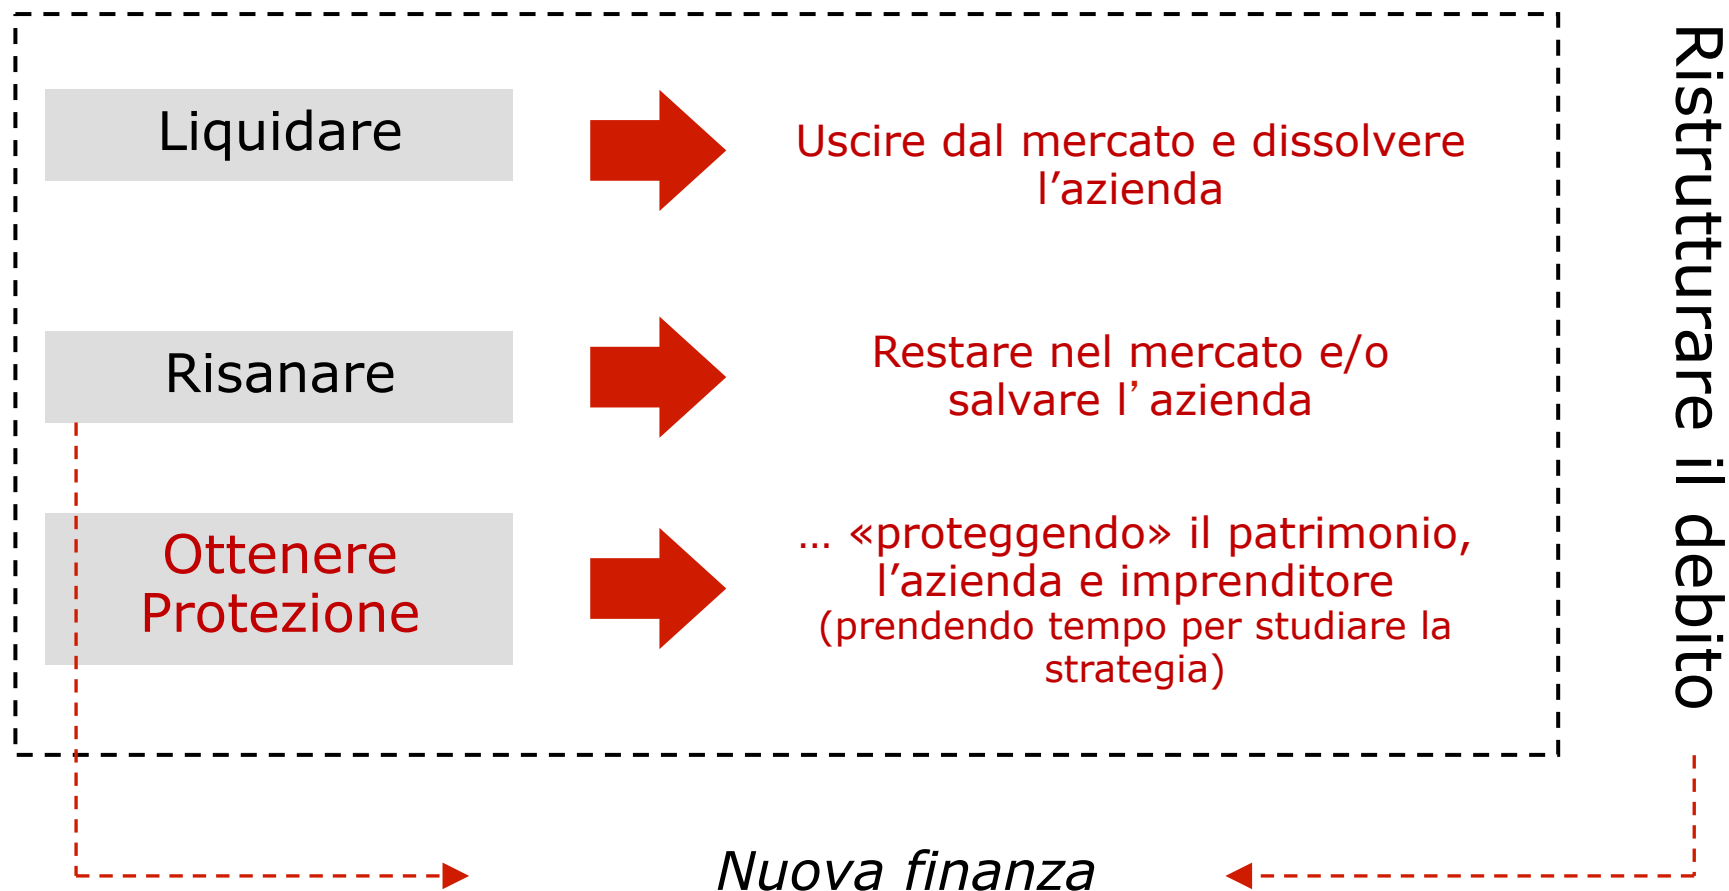 Liquidare
Uscire dal mercato e dissolvere
l’azienda
Risanare
Restare nel mercato e/o
salvare l’ azienda
Ottenere
Protezione
… «proteggendo» il patrimonio,
l’azienda e imprenditore
(prendendo tempo per studiare la
strategia)
Ristrutturare il debito
Nuova finanza